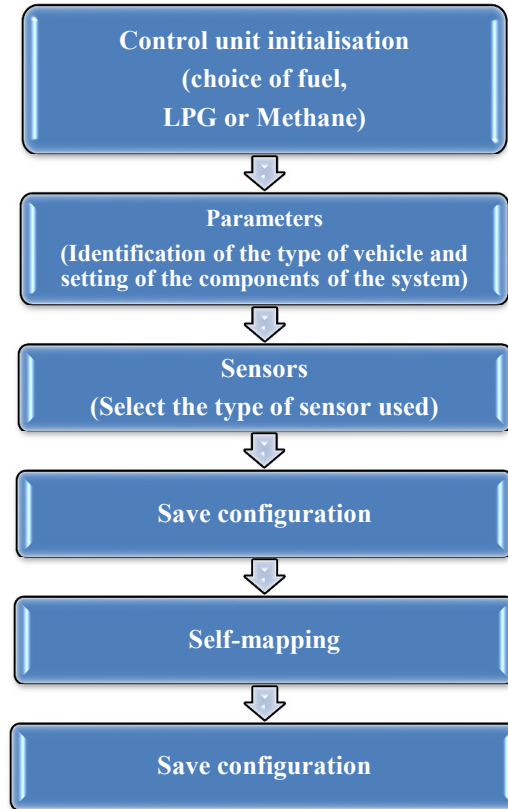 Control unit initialisation
(choice of fuel,
LPG or Methane)
Parameters
(Identification of the type of vehicle and
setting of the components of the system)
Sensors
(Select the type of sensor used)
Save configuration
Self-mapping
Save configuration